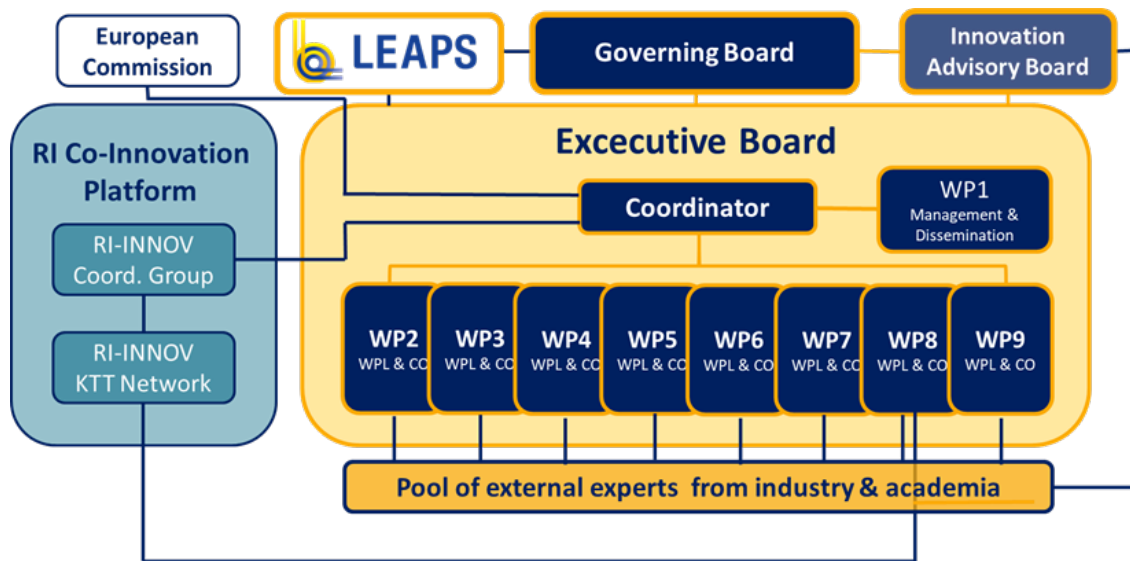 European
Commission
LEAPS
Governing Board
Innovation
Advisory Board
RI Co-Innovation
Platform
RI-INNOV
Coord. Group
RI-INNOV
KTT Network
Excecutive Board
Coordinator
WP1
Management &
Dissemination
WP2
WPL & CO
WP3
WPL & CO
WP4
WPL & CO
WP5
WPL & CO
WP6
WPL & CO
WP7
WPL & CO
WP8
WPL & CO
WP9
WPL & CO
Pool of external experts from industry & academia